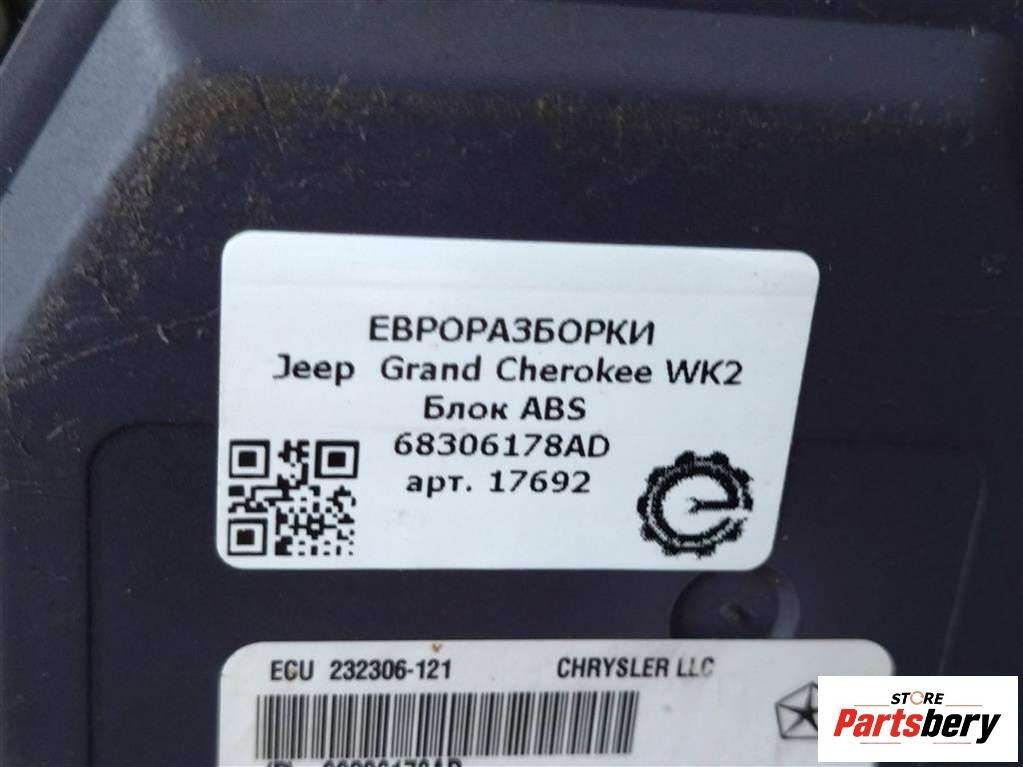 ЕВРОРАЗБОРКИ
Jeep Grand Cherokee WK2
Блок ABS
68306178AD
арт. 17692
ECU 232306-121 CHRYSLER LLC
STORE
Partsbery